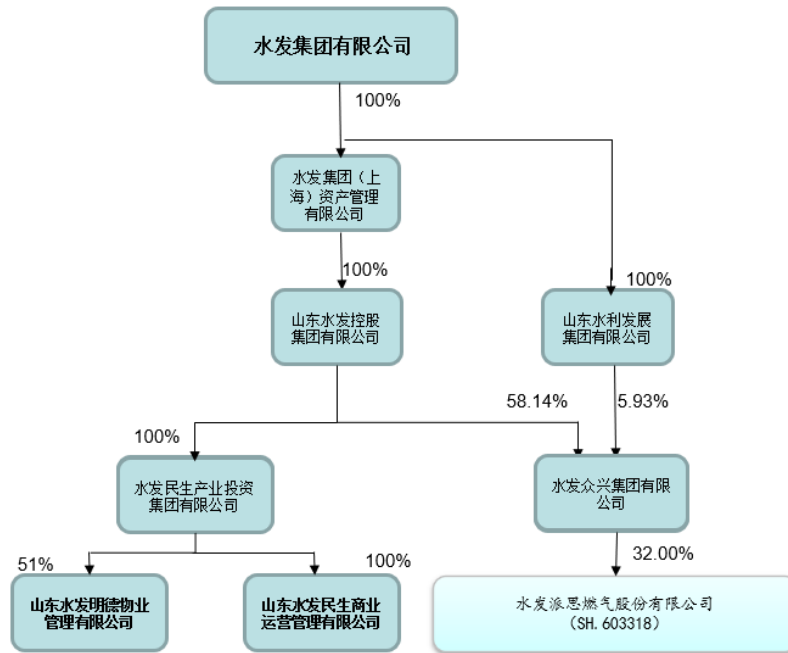 水发集团有限公司
100%
水发集团（上
海）资产管理
有限公司
100%
100%
山东水发控股
集团有限公司
山东水利发展
集团有限公司
58.14%
5.93%
100%
水发民生产业投资
集团有限公司
水发众兴集团有限
公司
51%
100%
32.00%
山东水发明德物业
管理有限公司
山东水发民生商业
运营管理有限公司
水发派思燃气股份有限公司
（SH.603318）